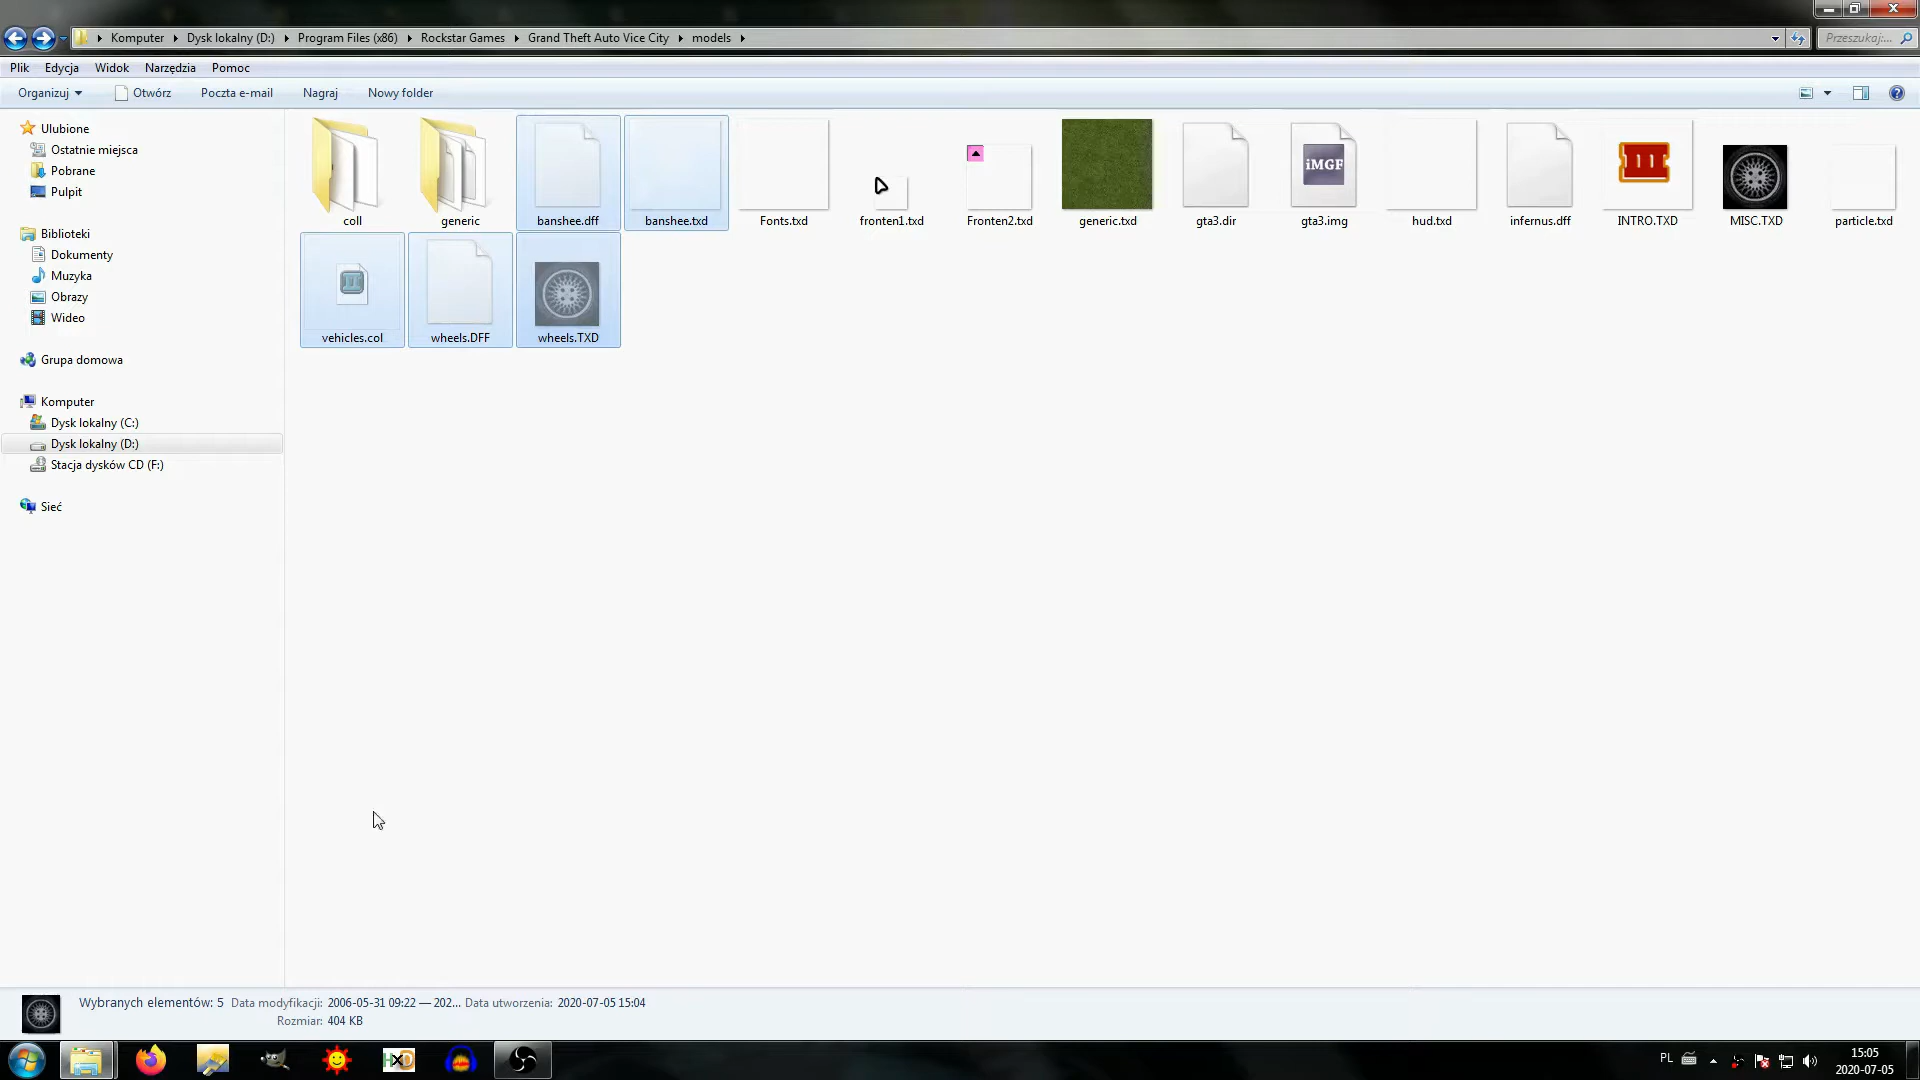 Komputer Dysk lokalny (D:) Program Files (x86) Rockstar Games Grand Theft Auto Vice City models
Przeszukaj:...
Plik Edycja Widok Narzędzia Pomoc
Organizuj Otwórz Poczta e-mail Nagraj Nowy folder
Ulubione
Ostatnie miejsca
Pobrane
Pulpit
Biblioteki
Dokumenty
Muzyka
Obrazy
Wideo
Grupa domowa
Komputer
Dysk lokalny (C:)
Dysk lokalny (D:)
Stacja dysków CD (F:)
Sieć
iMGF
coll generic banshee.dff banshee.txd Fonts.txd fronten1.txd Fronten2.txd generic.txd gta3.dir gta3.img hud.txd infernus.dff INTRO.TXD MISC.TXD particle.txd
vehicles.col wheels.DFF wheels.TXD
Wybranych elementów: 5 Data modyfikacji: 2006-05-31 09:22 — 202... Data utworzenia: 2020-07-05 15:04
Rozmiar: 404 KB
HXD
PL
15:05
2020-07-05